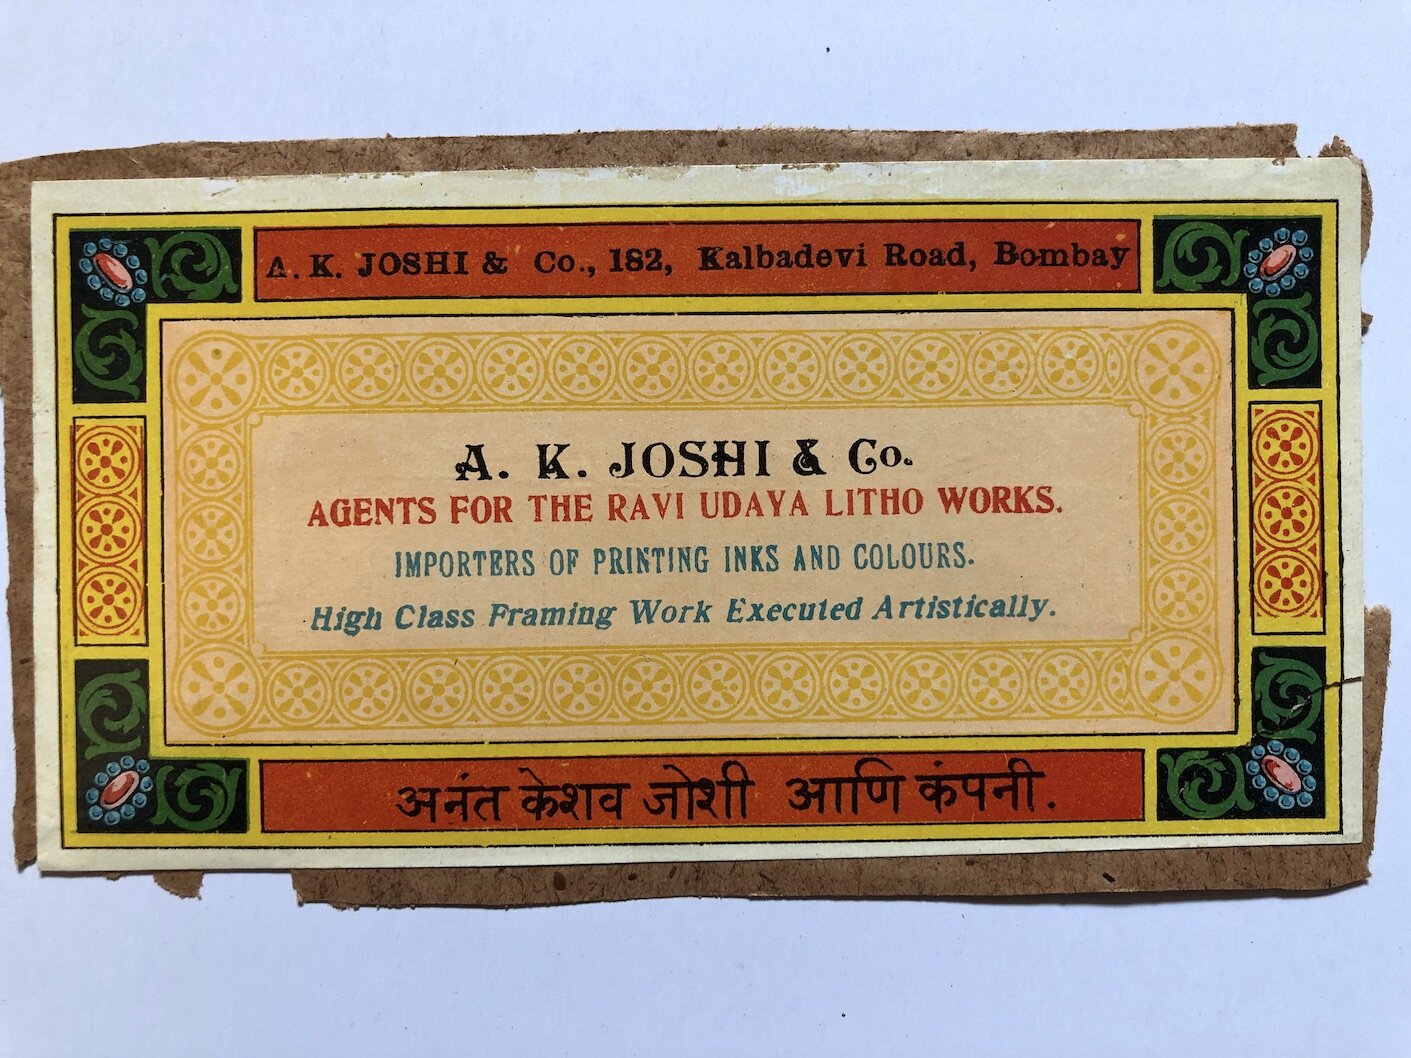 A. K. JOSHI & Co., 182, Kalbadevi Road, Bombay
A. K. JOSHI & Co.
AGENTS FOR THE RAVI UDAYA LITHO WORKS.
IMPORTERS OF PRINTING INKS AND COLOURS.
High Class Framing Work Executed Artistically.
अनंत केशव जोशी आणि कंपनी.